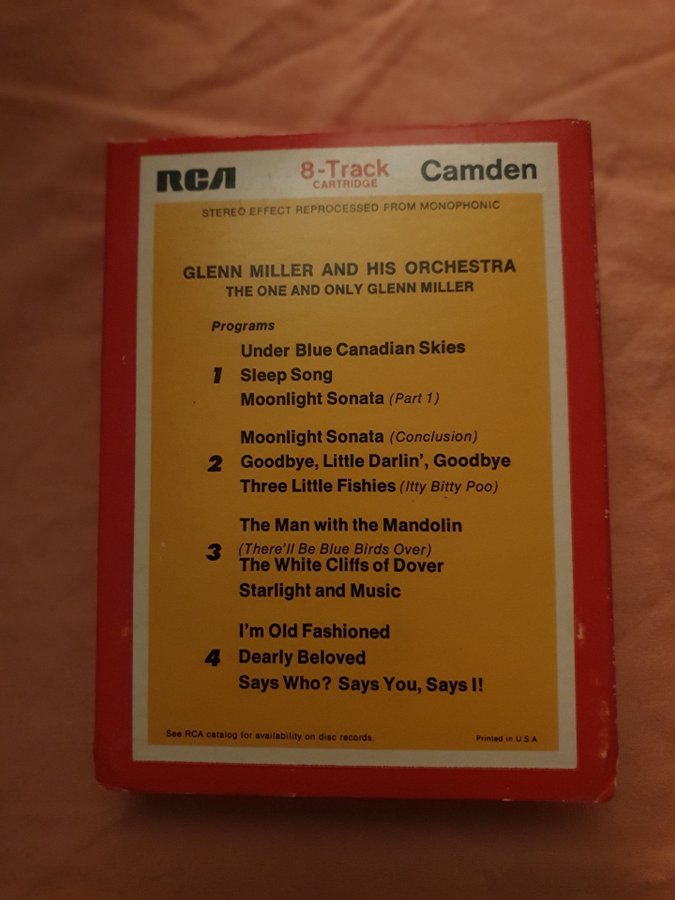 RCA 8-Track Camden
CARTRIDGE
STEREO EFFECT REPROCESSED FROM MONOPHONIC
GLENN MILLER AND HIS ORCHESTRA
THE ONE AND ONLY GLENN MILLER
Programs
Under Blue Canadian Skies
1 Sleep Song
Moonlight Sonata (Part 1)
Moonlight Sonata (Conclusion)
2 Goodbye, Little Darlin', Goodbye
Three Little Fishies (Itty Bitty Poo)
The Man with the Mandolin
3 (There'll Be Blue Birds Over)
The White Cliffs of Dover
Starlight and Music
I'm Old Fashioned
4 Dearly Beloved
Says Who? Says You, Says I!
See RCA catalog for availability on disc records. Printed in U S A